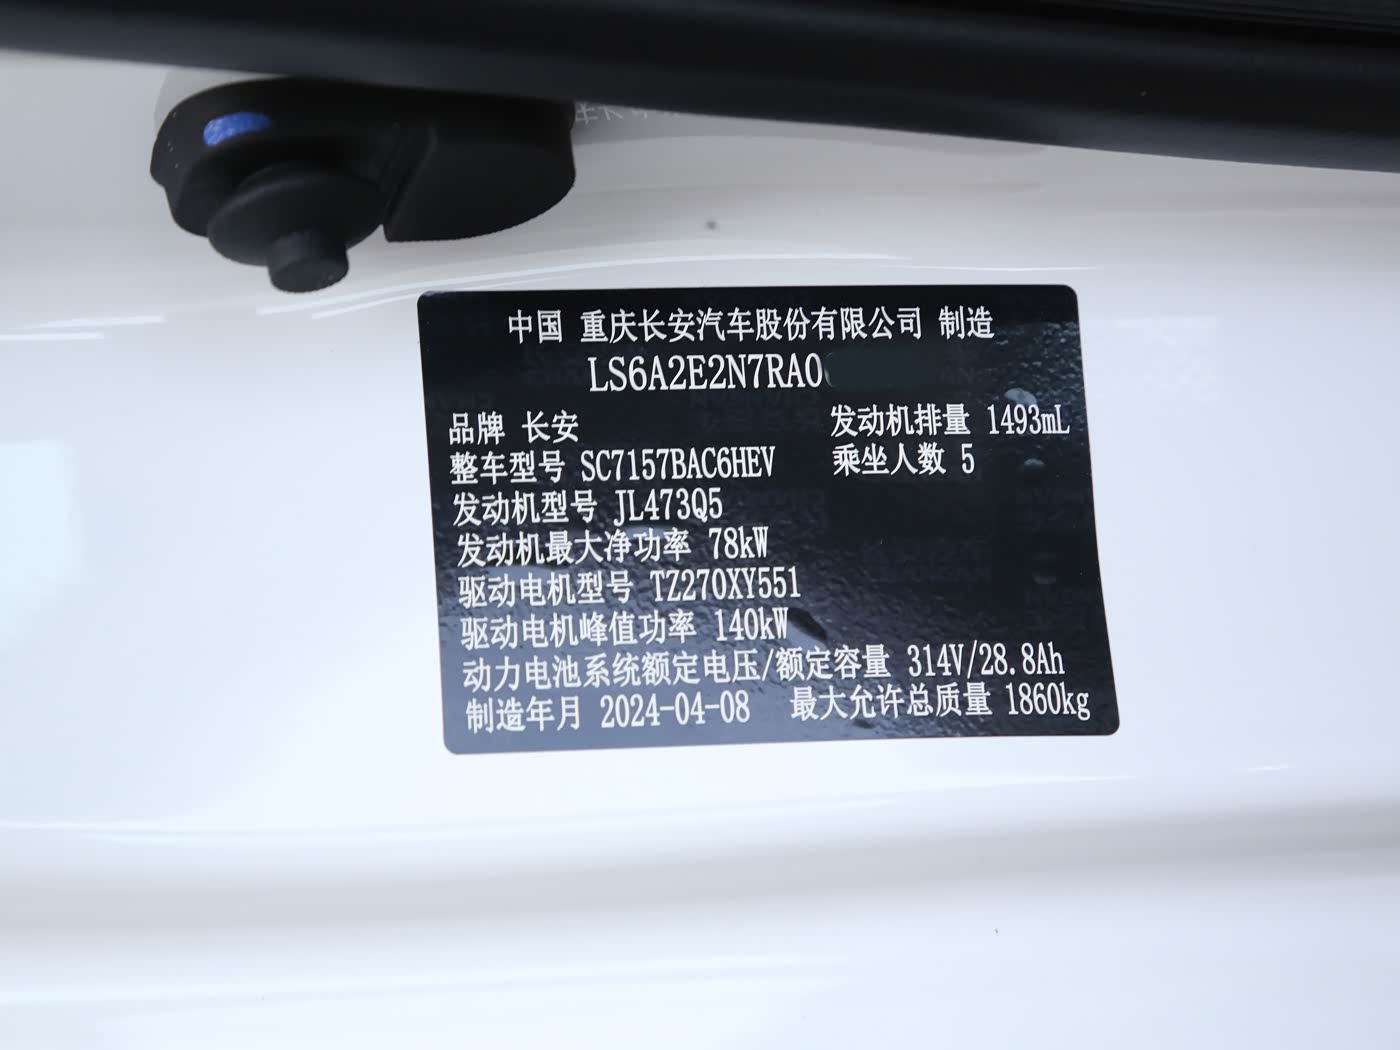 中国 重庆长安汽车股份有限公司 制造
LS6A2E2N7RA0
品牌 长安 发动机排量 1493mL
整车型号 SC7157BAC6HEV 乘坐人数 5
发动机型号 JL473Q5
发动机最大净功率 78kW
驱动电机型号 TZ270XY551
驱动电机峰值功率 140kW
动力电池系统额定电压/额定容量 314V/28.8Ah
制造年月 2024-04-08 最大允许总质量 1860kg